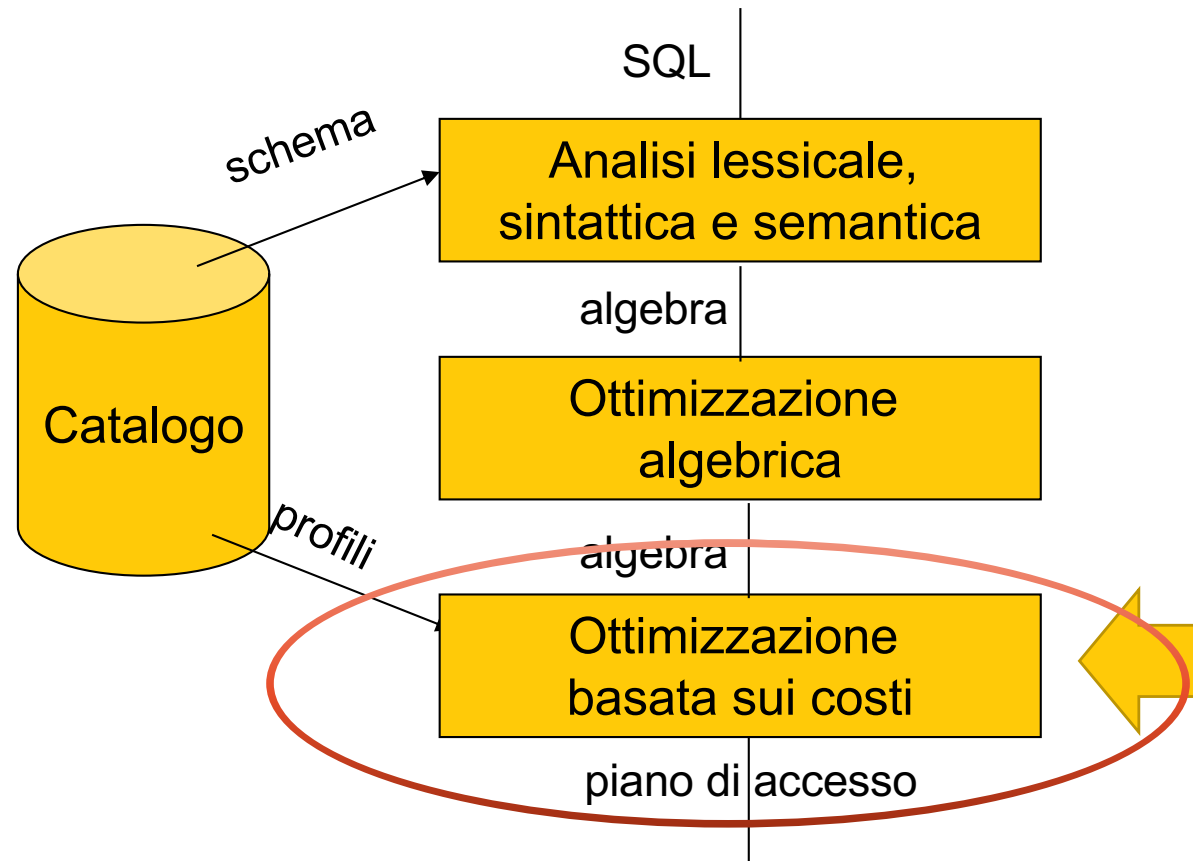 SQL
schema
Analisi lessicale,
sintattica e semantica
algebra
Catalogo
Ottimizzazione
algebrica
profili
algebra
Ottimizzazione
basata sui costi
piano di accesso